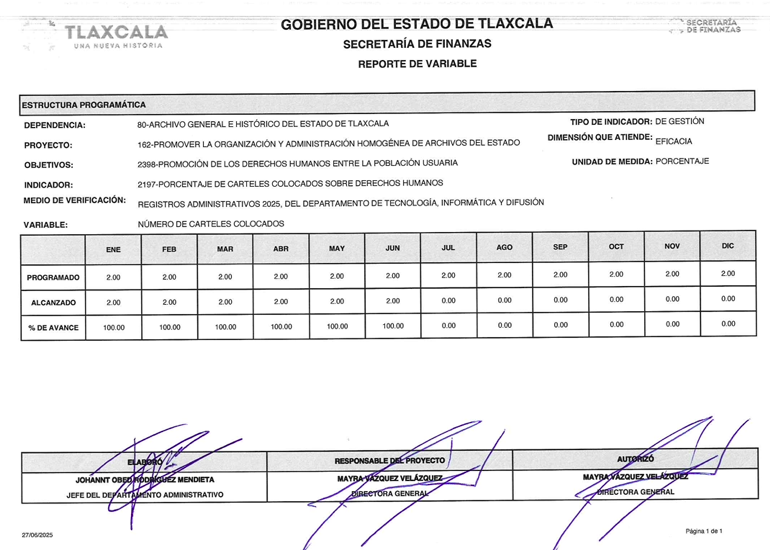 TLAXCALA
UNA NUEVA HISTORIA
GOBIERNO DEL ESTADO DE TLAXCALA
SECRETARÍA DE FINANZAS
REPORTE DE VARIABLE
SECRETARÍA
DE FINANZAS
ESTRUCTURA PROGRAMÁTICA
DEPENDENCIA: 80-ARCHIVO GENERAL E HISTÓRICO DEL ESTADO DE TLAXCALA TIPO DE INDICADOR: DE GESTIÓN
PROYECTO: 162-PROMOVER LA ORGANIZACIÓN Y ADMINISTRACIÓN HOMOGÉNEA DE ARCHIVOS DEL ESTADO DIMENSIÓN QUE ATIENDE: EFICACIA
OBJETIVOS: 2398-PROMOCIÓN DE LOS DERECHOS HUMANOS ENTRE LA POBLACIÓN USUARIA UNIDAD DE MEDIDA: PORCENTAJE
INDICADOR: 2197-PORCENTAJE DE CARTELES COLOCADOS SOBRE DERECHOS HUMANOS
MEDIO DE VERIFICACIÓN: REGISTROS ADMINISTRATIVOS 2025, DEL DEPARTAMENTO DE TECNOLOGÍA, INFORMÁTICA Y DIFUSIÓN
VARIABLE: NÚMERO DE CARTELES COLOCADOS
ENE FEB MAR ABR MAY JUN JUL AGO SEP OCT NOV DIC
PROGRAMADO 2.00 2.00 2.00 2.00 2.00 2.00 2.00 2.00 2.00 2.00 2.00 2.00
ALCANZADO 2.00 2.00 2.00 2.00 2.00 2.00 0.00 0.00 0.00 0.00 0.00 0.00
% DE AVANCE 100.00 100.00 100.00 100.00 100.00 100.00 0.00 0.00 0.00 0.00 0.00 0.00
ELABORÓ RESPONSABLE DEL PROYECTO AUTORIZÓ
JOHANNT OBED RODRÍGUEZ MENDIETA MAYRA VÁZQUEZ VELÁZQUEZ MAYRA VÁZQUEZ VELÁZQUEZ
JEFE DEL DEPARTAMENTO ADMINISTRATIVO DIRECTORA GENERAL DIRECTORA GENERAL
27/06/2025 Página 1 de 1